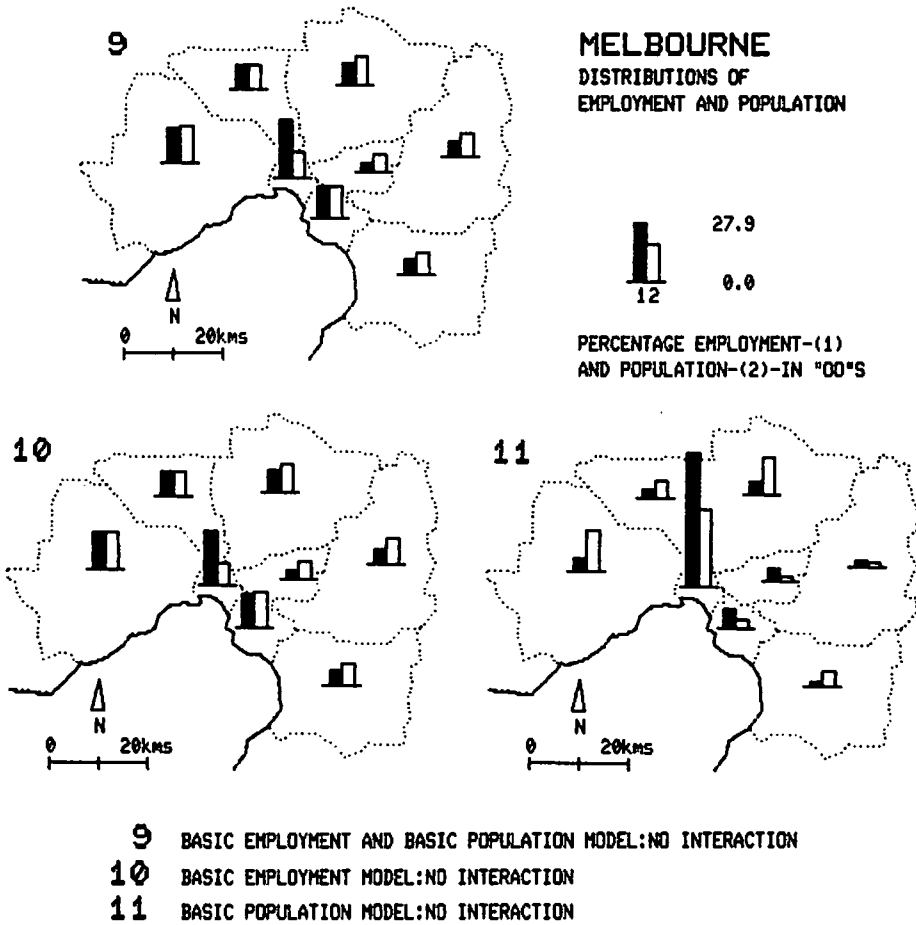 9
MELBOURNE
DISTRIBUTIONS OF
EMPLOYMENT AND POPULATION
27.9
0.0
12
N
0 20kms
PERCENTAGE EMPLOYMENT-(1)
AND POPULATION-(2)-IN "00"S
10
N
0 20kms
11
N
0 20kms
9 BASIC EMPLOYMENT AND BASIC POPULATION MODEL:NO INTERACTION
10 BASIC EMPLOYMENT MODEL:NO INTERACTION
11 BASIC POPULATION MODEL:NO INTERACTION